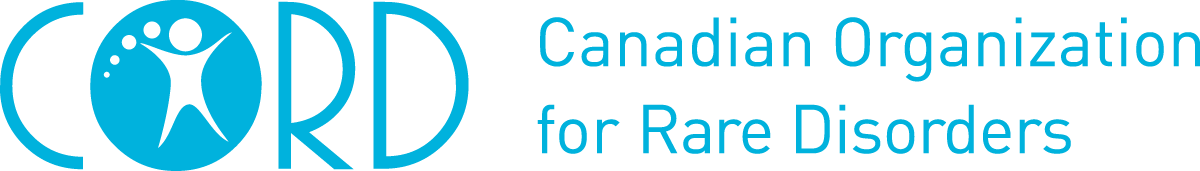 CORD
Canadian Organization
for Rare Disorders